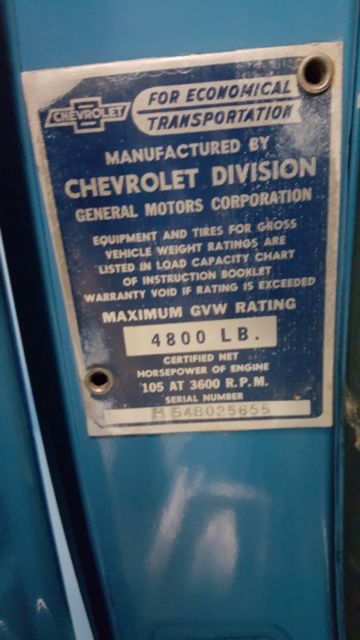 CHEVROLET
FOR ECONOMICAL
TRANSPORTATION
MANUFACTURED BY
CHEVROLET DIVISION
GENERAL MOTORS CORPORATION
EQUIPMENT AND TIRES FOR GROSS
VEHICLE WEIGHT RATINGS ARE
LISTED IN LOAD CAPACITY CHART
OF INSTRUCTION BOOKLET
WARRANTY VOID IF RATING IS EXCEEDED
MAXIMUM GVW RATING
4800 LB.
CERTIFIED NET
HORSEPOWER OF ENGINE
105 AT 3600 R.P.M.
SERIAL NUMBER
H54B025655